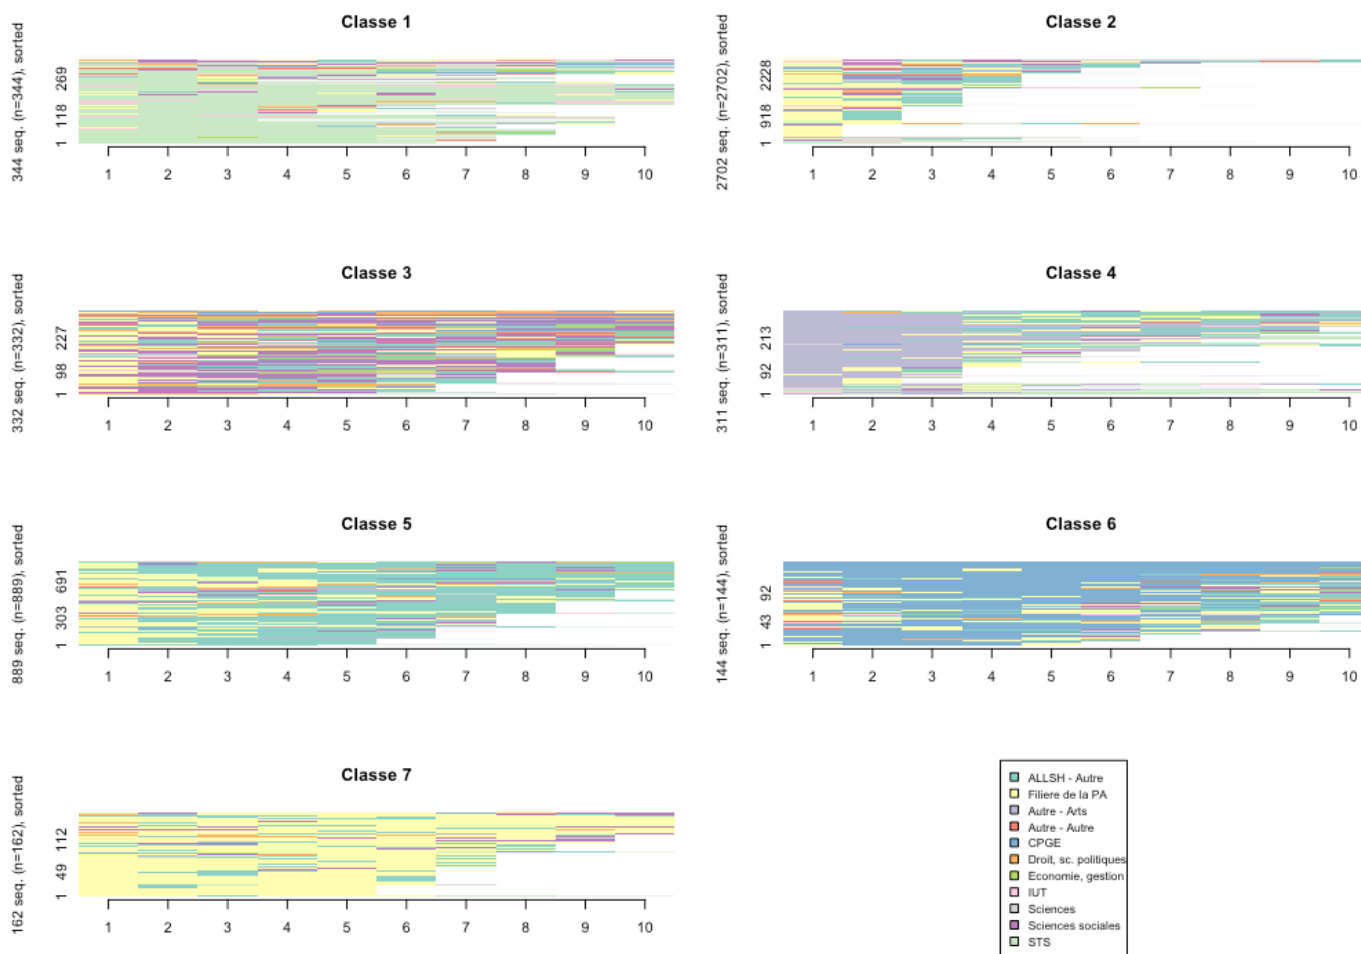 Classe 1
344 seq. (n=344), sorted
1 118 269
1 2 3 4 5 6 7 8 9 10
Classe 2
2702 seq. (n=2702), sorted
1 918 2228
1 2 3 4 5 6 7 8 9 10
Classe 3
332 seq. (n=332), sorted
1 98 227
1 2 3 4 5 6 7 8 9 10
Classe 4
311 seq. (n=311), sorted
1 92 213
1 2 3 4 5 6 7 8 9 10
Classe 5
889 seq. (n=889), sorted
1 303 691
1 2 3 4 5 6 7 8 9 10
Classe 6
144 seq. (n=144), sorted
1 43 92
1 2 3 4 5 6 7 8 9 10
Classe 7
162 seq. (n=162), sorted
1 49 112
1 2 3 4 5 6 7 8 9 10
ALLSH - Autre
Filiere de la PA
Autre - Arts
Autre - Autre
CPGE
Droit, sc. politiques
Economie, gestion
IUT
Sciences
Sciences sociales
STS